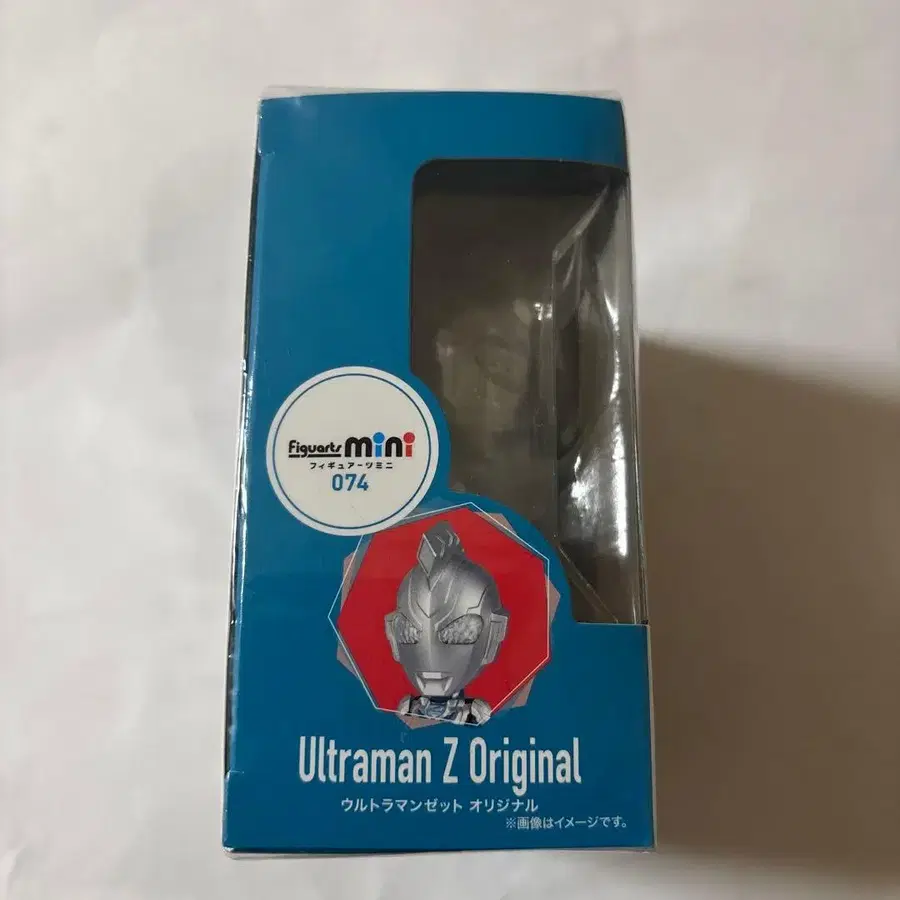 Figuarts mini
フィギュアーツミニ
074
Ultraman Z Original
ウルトラマンゼット オリジナル
※画像はイメージです。